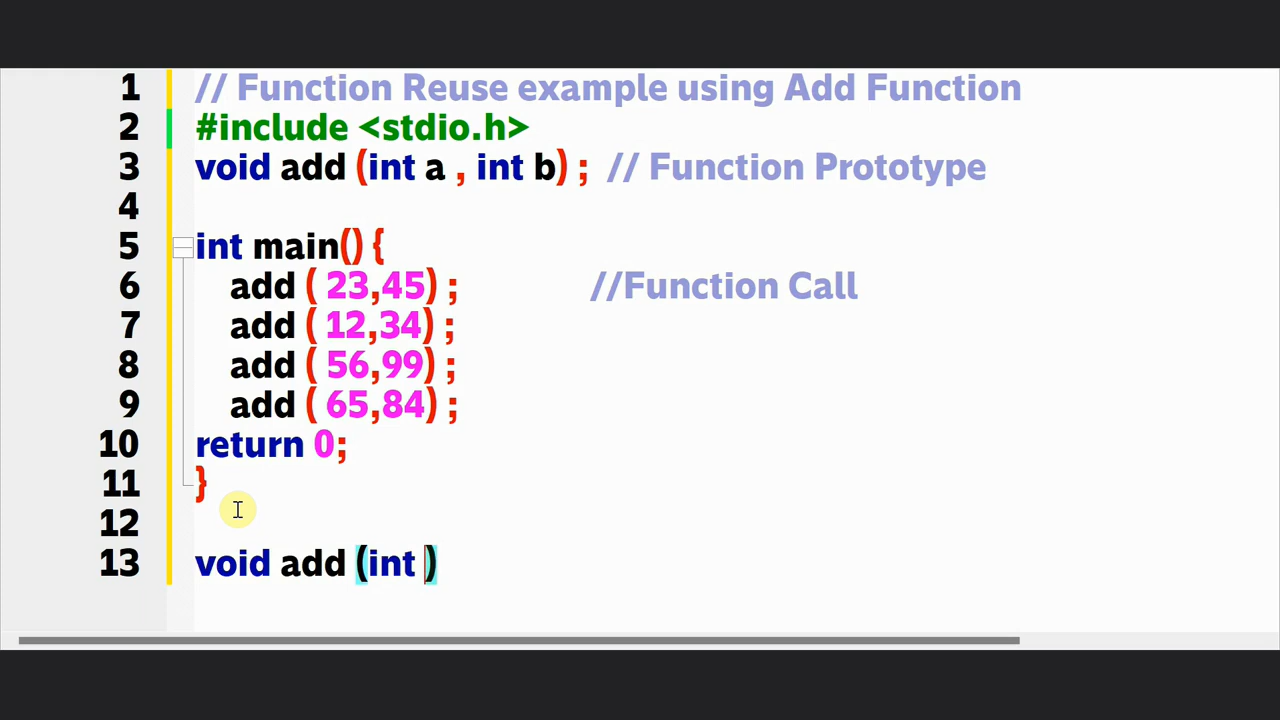 1 // Function Reuse example using Add Function
2 #include <stdio.h>
3 void add (int a , int b) ; // Function Prototype
4
5 int main() {
6 add ( 23,45) ; //Function Call
7 add ( 12,34) ;
8 add ( 56,99) ;
9 add ( 65,84) ;
10 return 0;
11 }
12
13 void add (int )